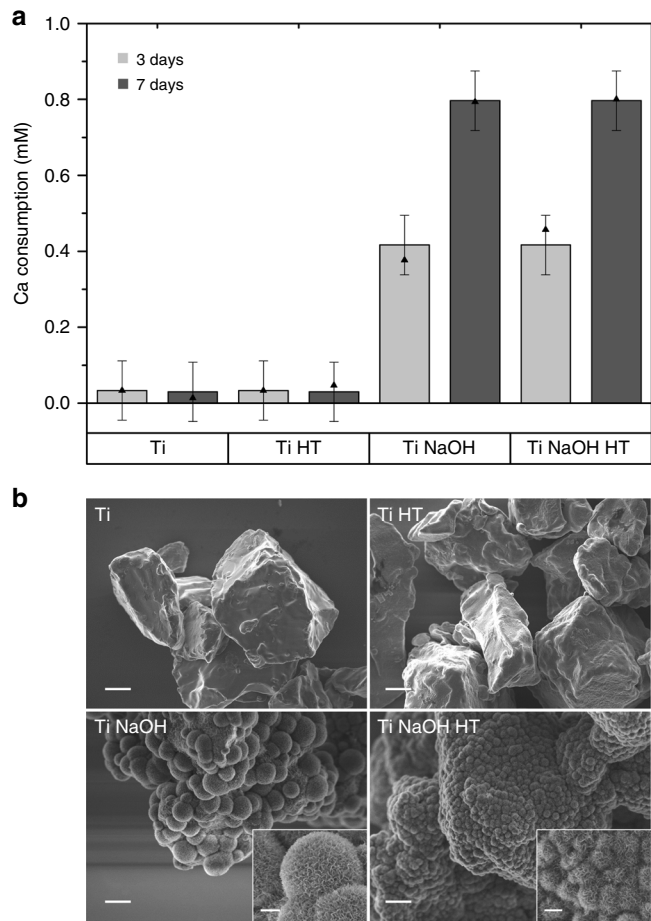 a
1.0
0.8
0.6
0.4
0.2
0.0
Ca consumption (mM)
3 days
7 days
Ti
Ti HT
Ti NaOH
Ti NaOH HT
b
Ti
Ti HT
Ti NaOH
Ti NaOH HT